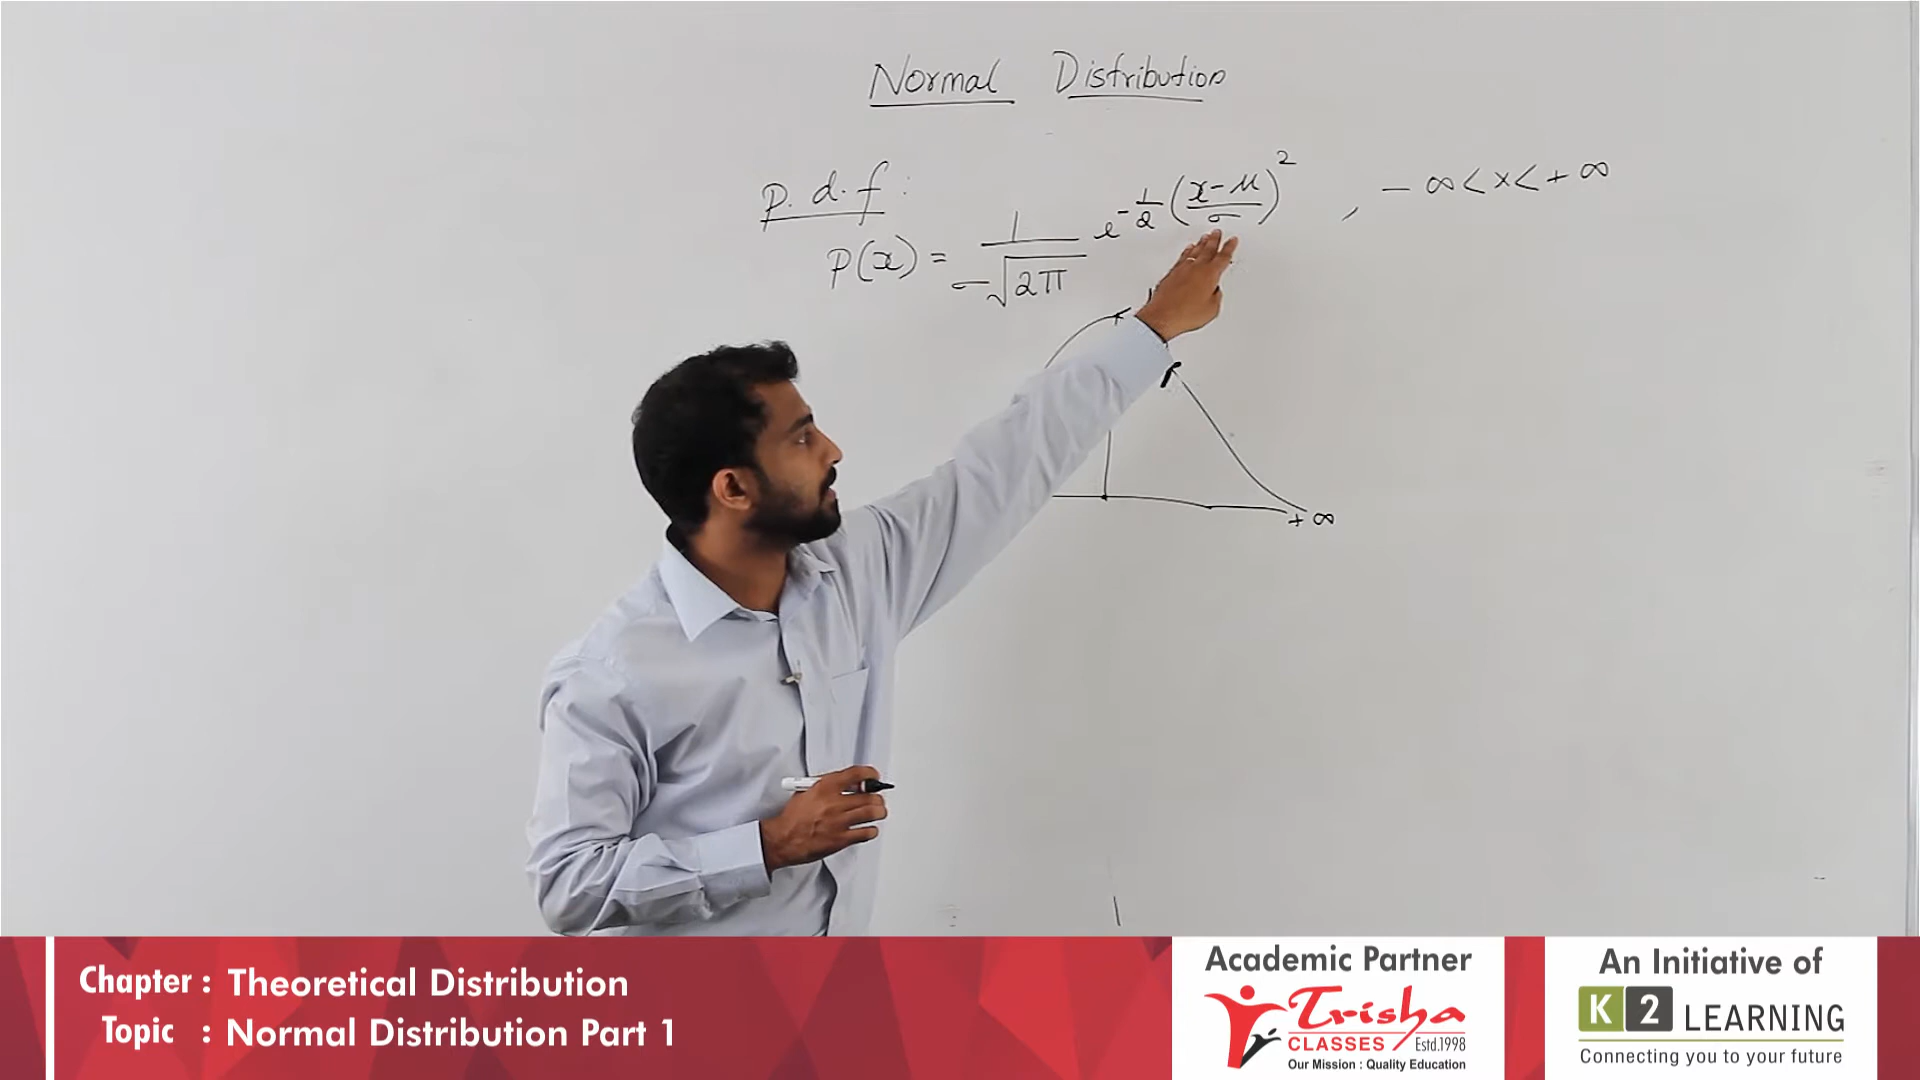 Normal Distribution
p.d.f :
P(x) = 1/(σ√2π) e^-1/2((x-μ)/σ)^2 , -∞<x<+∞
+ ∞
Chapter : Theoretical Distribution
Topic : Normal Distribution Part 1
Academic Partner
Trisha
CLASSES Estd.1998
Our Mission : Quality Education
An Initiative of
K2 LEARNING
Connecting you to your future